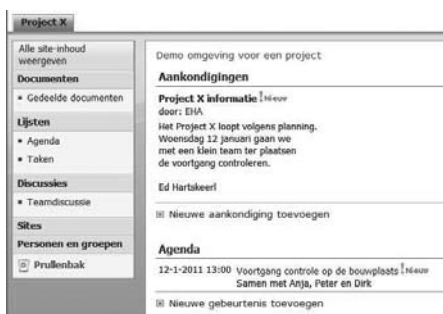 Project X
Alle site-inhoud
weergeven
Documenten
Gedeelde documenten
Lijsten
Agenda
Taken
Discussies
Teamdiscussie
Sites
Personen en groepen
Prullenbak
Demo omgeving voor een project
Aankondigingen
Project X informatie ! Nieuw
door: EHA
Het Project X loopt volgens planning.
Woensdag 12 januari gaan we
met een klein team ter plaatsen
de voortgang controleren.
Ed Hartskeerl
Nieuwe aankondiging toevoegen
Agenda
12-1-2011 13:00 Voortgang controle op de bouwplaats ! Nieuw
Samen met Anja, Peter en Dirk
Nieuwe gebeurtenis toevoegen